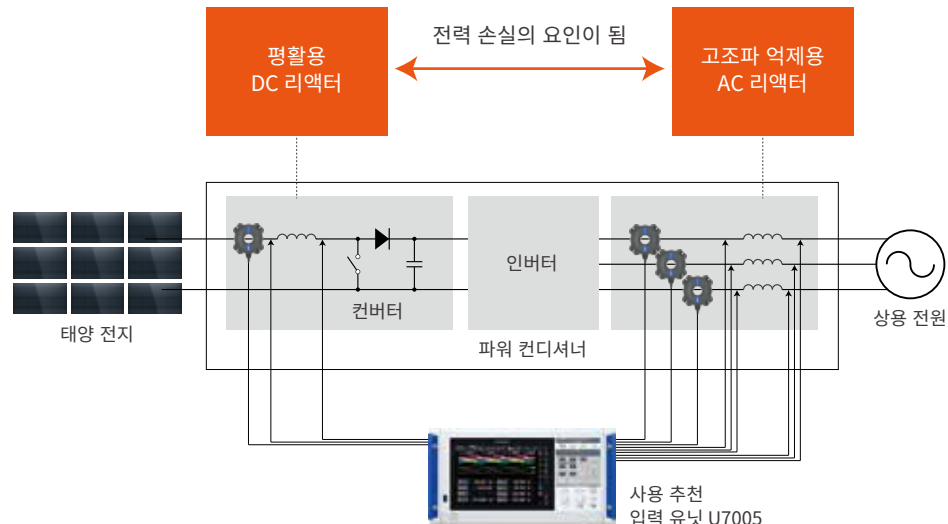 평활용
DC 리액터
전력 손실의 요인이 됨
고조파 억제용
AC 리액터
태양 전지
컨버터
인버터
파워 컨디셔너
상용 전원
사용 추천
입력 유닛 U7005